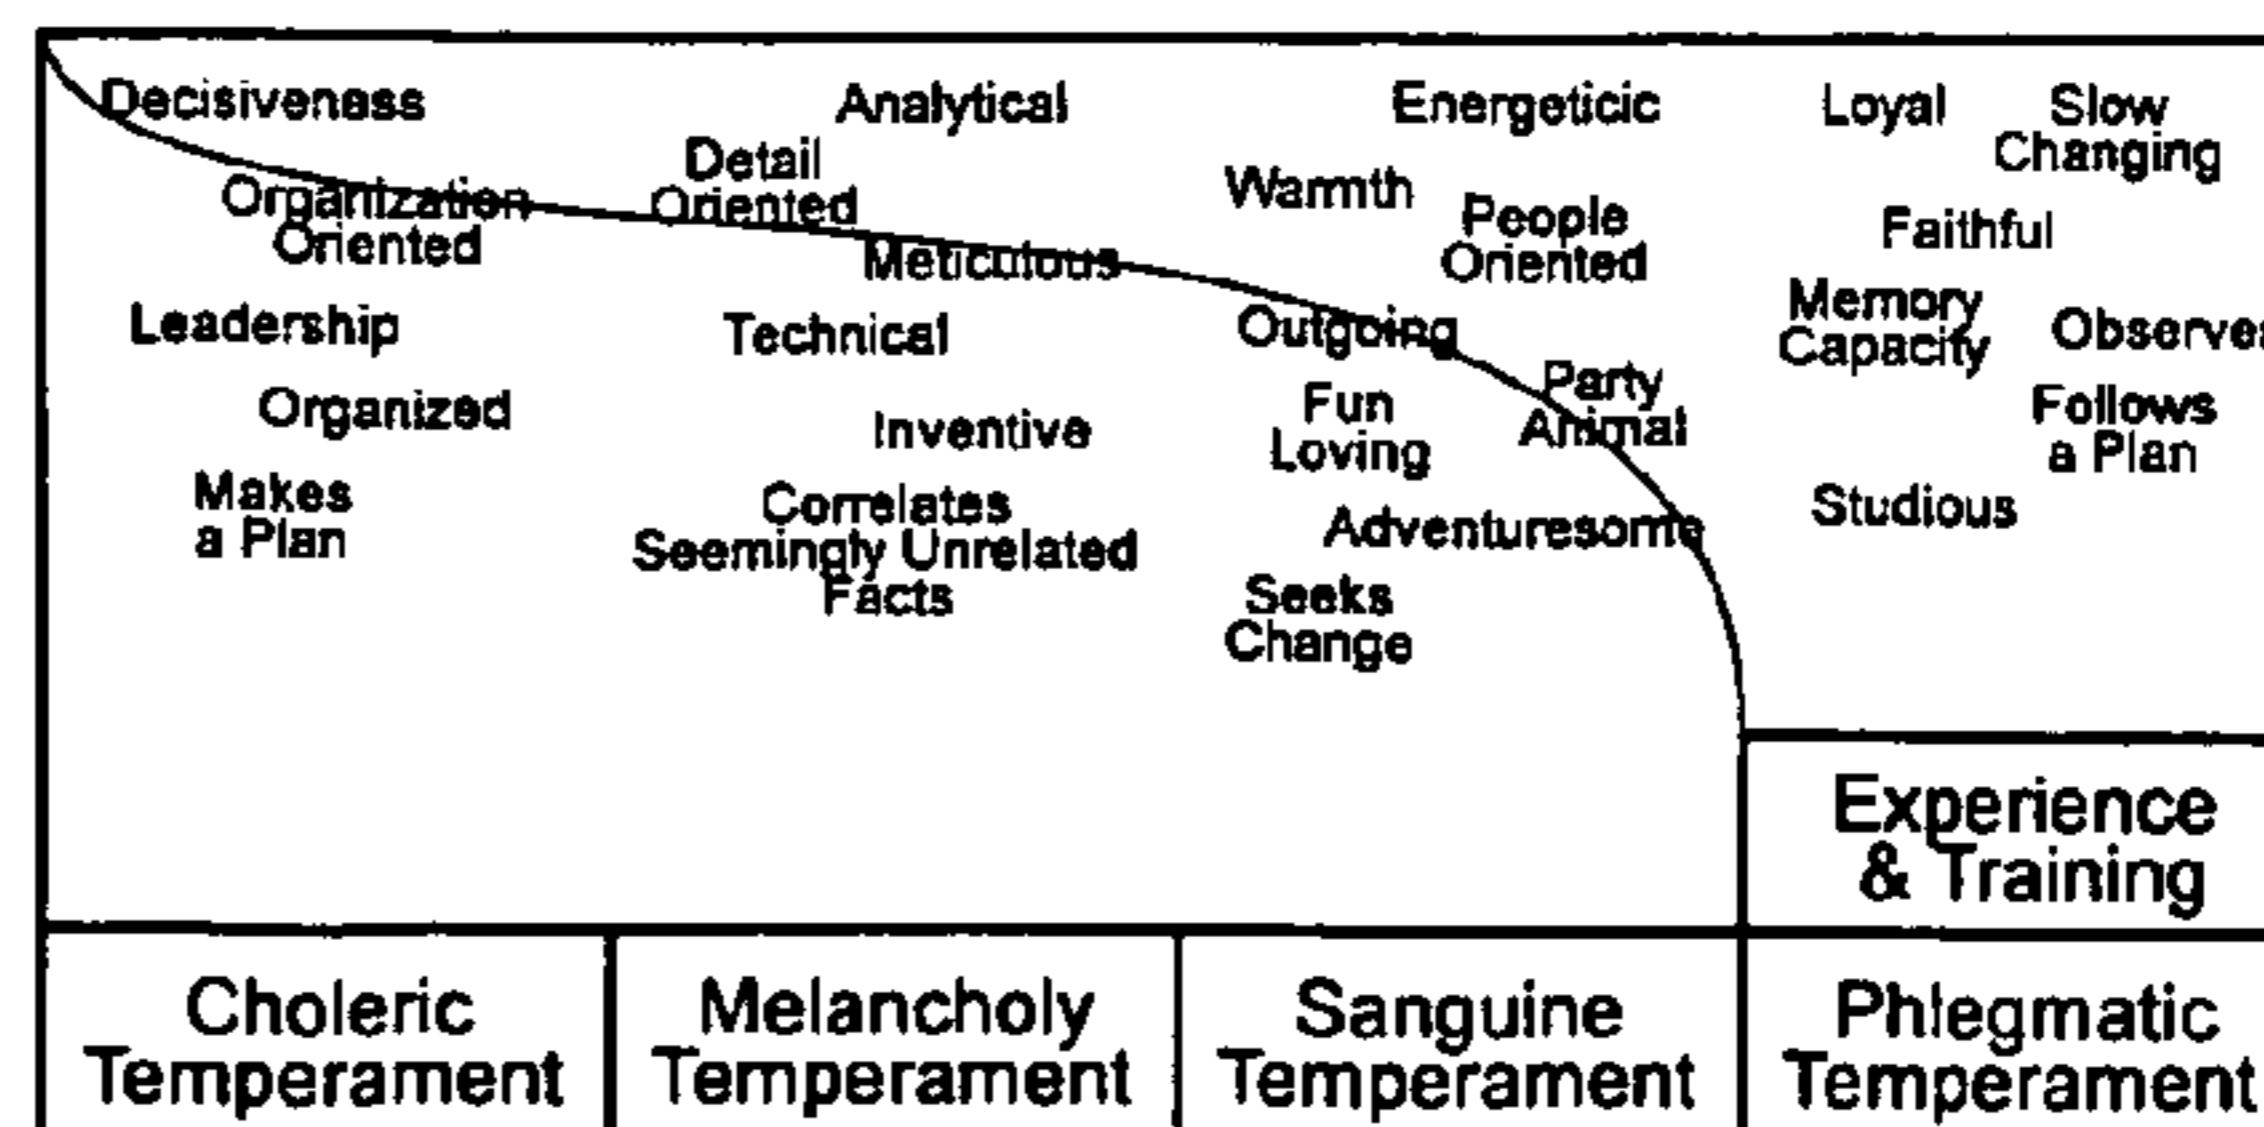 Decisiveness
Organization
Oriented
Leadership
Organized
Makes
a Plan
Analytical
Detail
Oriented
Meticulous
Technical
Inventive
Correlates
Seemingly Unrelated
Facts
Energeticic
Warmth
People
Oriented
Outgoing
Party
Animal
Fun
Loving
Adventuresome
Seeks
Change
Loyal
Slow
Changing
Faithful
Memory
Capacity
Follows
a Plan
Studious
Experience
& Training
Choleric
Temperament
Melancholy
Temperament
Sanguine
Temperament
Phlegmatic
Temperament